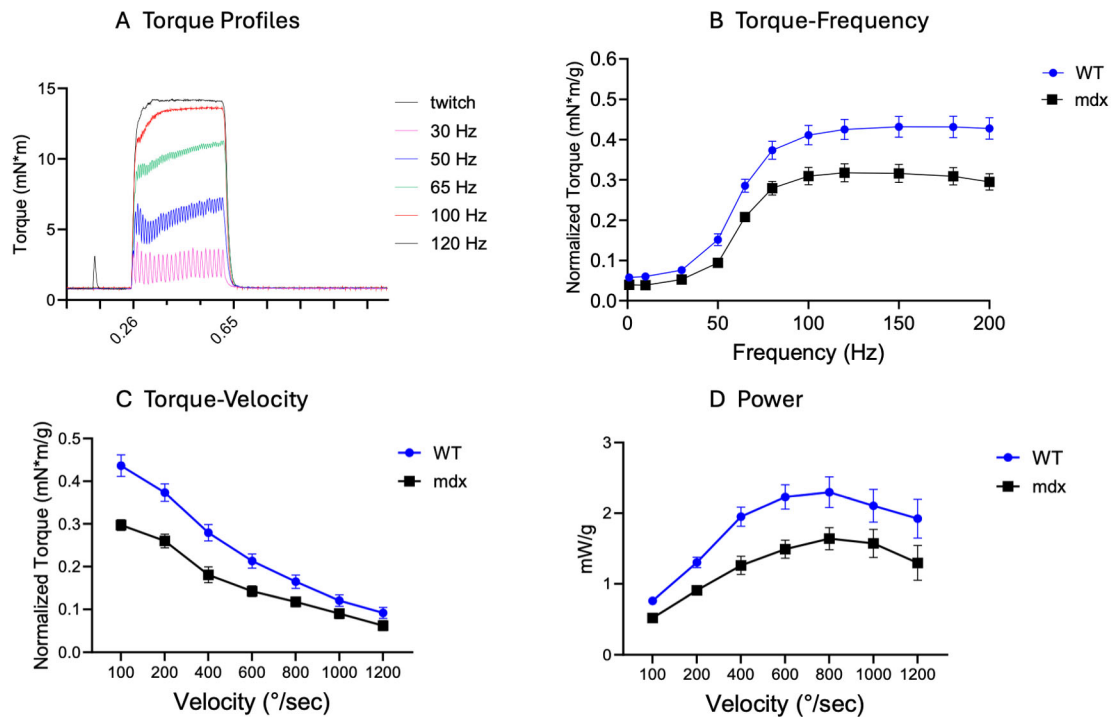 A Torque Profiles
15
10
5
0
Torque (mN*m)
0.26
0.65
twitch
30 Hz
50 Hz
65 Hz
100 Hz
120 Hz
B Torque-Frequency
0.6
0.5
0.4
0.3
0.2
0.1
0.0
Normalized Torque (mN*m/g)
0
50
100
150
200
Frequency (Hz)
WT
mdx
C Torque-Velocity
0.5
0.4
0.3
0.2
0.1
0.0
Normalized Torque (mN*m/g)
100
200
400
600
800
1000
1200
Velocity (°/sec)
WT
mdx
D Power
3
2
1
0
mW/g
100
200
400
600
800
1000
1200
Velocity (°/sec)
WT
mdx